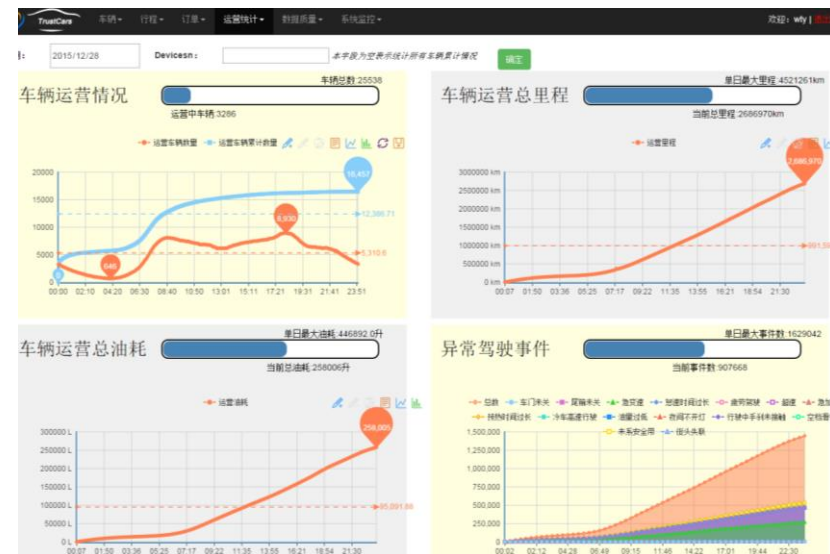 TrustCare 车辆 行程 订单 运营统计 数据质量 系统监控 欢迎: wfy |
2015/12/28 Devicesn: 本字段为空表示统计所有车辆累计情况 确定
车辆运营情况
车辆总数:25538
运营中车辆:3286
运营车辆数量 运营车辆累计数量
20000
15000
10000
5000
0
16,457
12,386.71
8,930
5,310.6
646
00:00 02:10 04:20 06:30 08:40 10:50 13:01 15:11 17:21 19:31 21:41 23:51
车辆运营总里程
单日最大里程:4521261km
当前总里程:2686970km
运营里程
3000000 km
2500000 km
2000000 km
1500000 km
1000000 km
500000 km
0 km
2,686,970
00:07 01:50 03:36 05:25 07:17 09:22 11:35 13:55 16:21 18:54 21:30
车辆运营总油耗
单日最大油耗:446892.0升
当前总油耗:258006升
运营油耗
300000 L
250000 L
200000 L
150000 L
100000 L
50000 L
0 L
258,005
95,091.88
00:07 01:50 03:36 05:25 07:17 09:22 11:35 13:55 16:21 18:54 21:30
异常驾驶事件
单日最大事件数:1629042
当前事件数:907668
总数 车门未关 尾箱未关 急变速 怠速时间过长 疲劳驾驶 超速 急加
预热时间过长 冷车高速行驶 油量过低 夜间不开灯 行驶中手刹未接触 空档滑
未系安全带
1,500,000
1,250,000
1,000,000
750,000
500,000
250,000
0
00:02 02:12 04:28 06:49 09:15 11:46 14:22 17:01 19:44 22:31